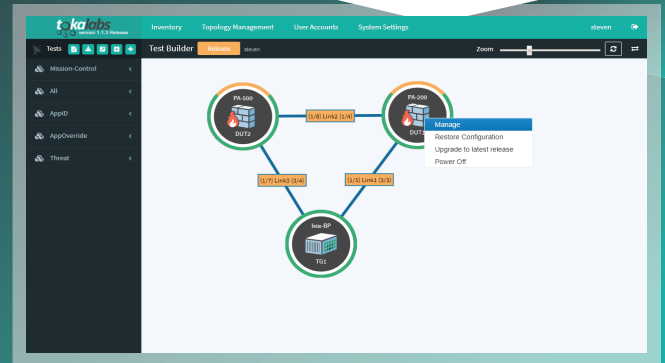 tokalabs
version 1.1.2 Release
Inventory Topology Management User Accounts System Settings steven
Tests Test Builder Release steven Zoom
Mission-Control
All
AppID
AppOverride
Threat
PA-500
DUT2
(1/8) Link2 (1/4)
PA-200
DUT1
Manage
Restore Configuration
Upgrade to latest release
Power Off
(1/7) Link3 (3/4)
(1/3) Link1 (3/3)
Ixia-BP
TG1